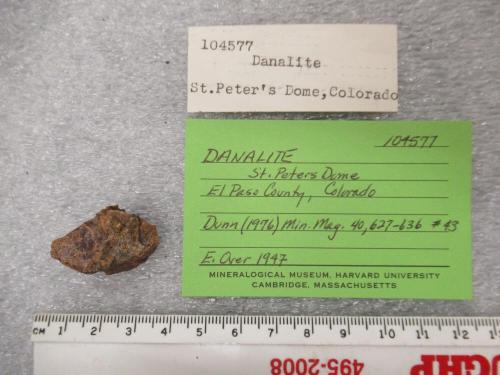 104577
Danalite
St.Peter's Dome,Colorado
104577
DANALITE
St. Peters Dome
El Paso County, Colorado
Dunn (1976) Min. Mag. 40, 627-636 #43
E. Over 1947
MINERALOGICAL MUSEUM, HARVARD UNIVERSITY
CAMBRIDGE, MASSACHUSETTS
CM 1 2 3 4 5 6 7 8 9 10 11 12
495-2008